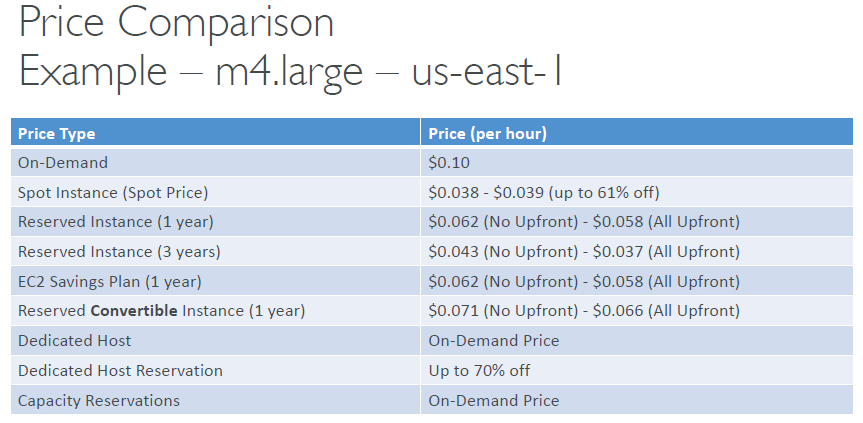 Price Comparison
Example – m4.large – us-east-1
Price Type Price (per hour)
On-Demand $0.10
Spot Instance (Spot Price) $0.038 - $0.039 (up to 61% off)
Reserved Instance (1 year) $0.062 (No Upfront) - $0.058 (All Upfront)
Reserved Instance (3 years) $0.043 (No Upfront) - $0.037 (All Upfront)
EC2 Savings Plan (1 year) $0.062 (No Upfront) - $0.058 (All Upfront)
Reserved Convertible Instance (1 year) $0.071 (No Upfront) - $0.066 (All Upfront)
Dedicated Host On-Demand Price
Dedicated Host Reservation Up to 70% off
Capacity Reservations On-Demand Price